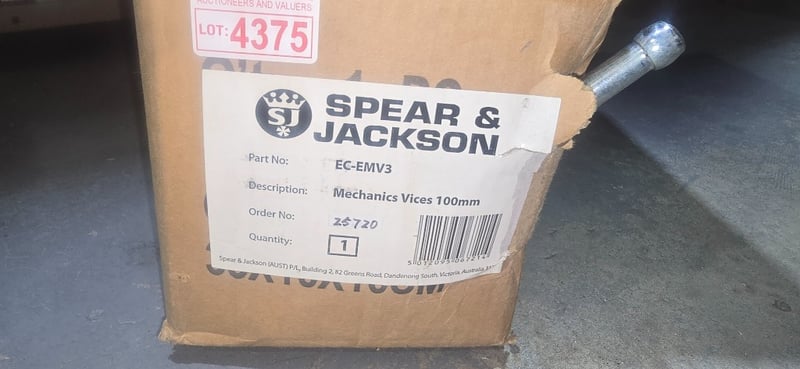 AUCTIONEERS AND VALUERS
LOT: 4375
SJ
SPEAR &
JACKSON
Part No: EC-EMV3
Description: Mechanics Vices 100mm
Order No: 25720
Quantity: 1
Spear & Jackson (AUST) P/L, Building 2, 82 Greens Road, Dandenong South, Victoria, Australia